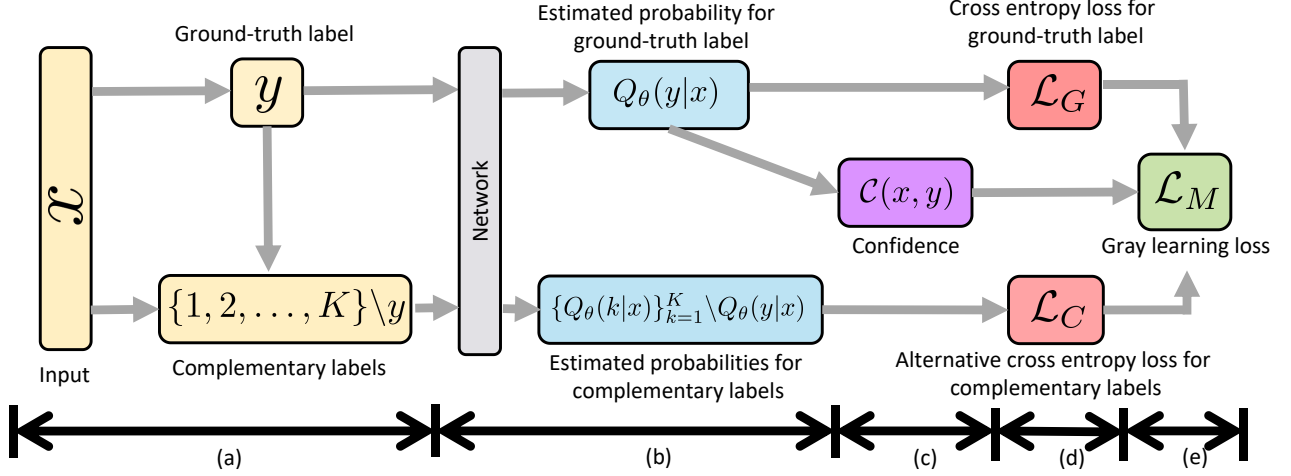 Ground-truth label
Estimated probability for
ground-truth label
Cross entropy loss for
ground-truth label
x
y
Network
Q_θ(y|x)
ℒ_G
𝒞(x, y)
Confidence
ℒ_M
Gray learning loss
{1, 2, . . . , K}\y
{Q_θ(k|x)}_{k=1}^{K}\Q_θ(y|x)
ℒ_C
Input
Complementary labels
Estimated probabilities for
complementary labels
Alternative cross entropy loss for
complementary labels
(a)
(b)
(c)
(d)
(e)